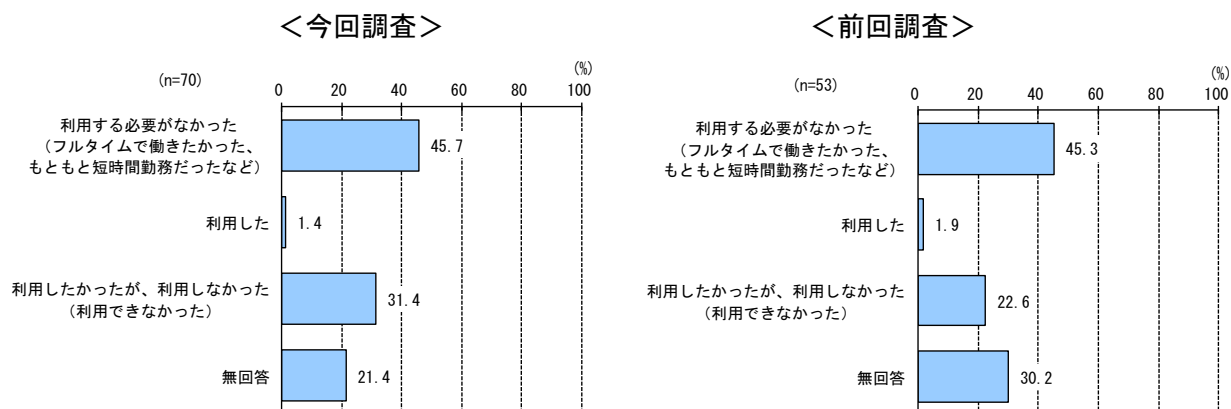 ＜今回調査＞
(n=70)
(%)
0 20 40 60 80 100
利用する必要がなかった
（フルタイムで働きたかった、
もともと短時間勤務だったなど）
45.7
利用した
1.4
利用したかったが、利用しなかった
（利用できなかった）
31.4
無回答
21.4
＜前回調査＞
(n=53)
(%)
0 20 40 60 80 100
利用する必要がなかった
（フルタイムで働きたかった、
もともと短時間勤務だったなど）
45.3
利用した
1.9
利用したかったが、利用しなかった
（利用できなかった）
22.6
無回答
30.2